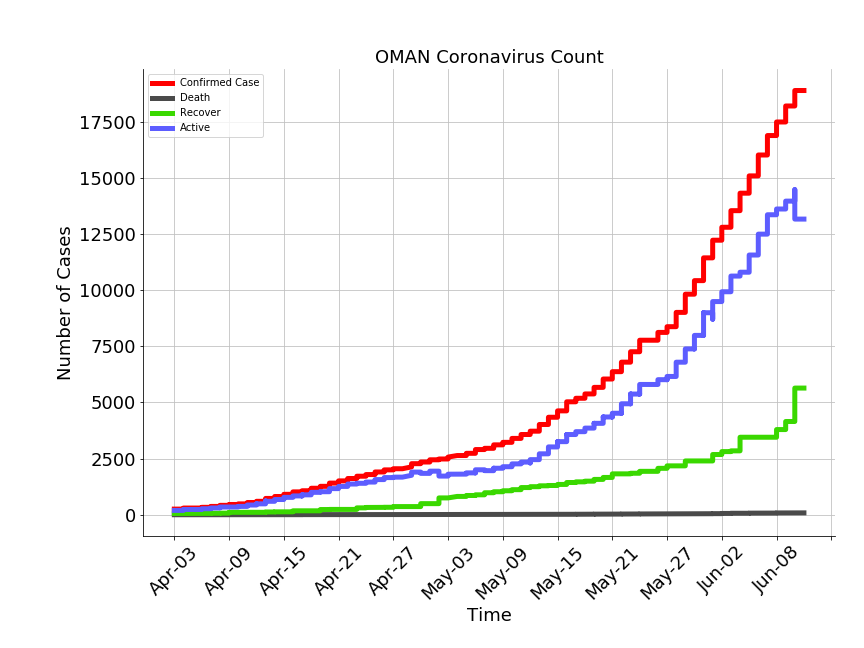 OMAN Coronavirus Count
Confirmed Case
Death
Recover
Active
Number of Cases
17500
15000
12500
10000
7500
5000
2500
0
Apr-03
Apr-09
Apr-15
Apr-21
Apr-27
May-03
May-09
May-15
May-21
May-27
Jun-02
Jun-08
Time